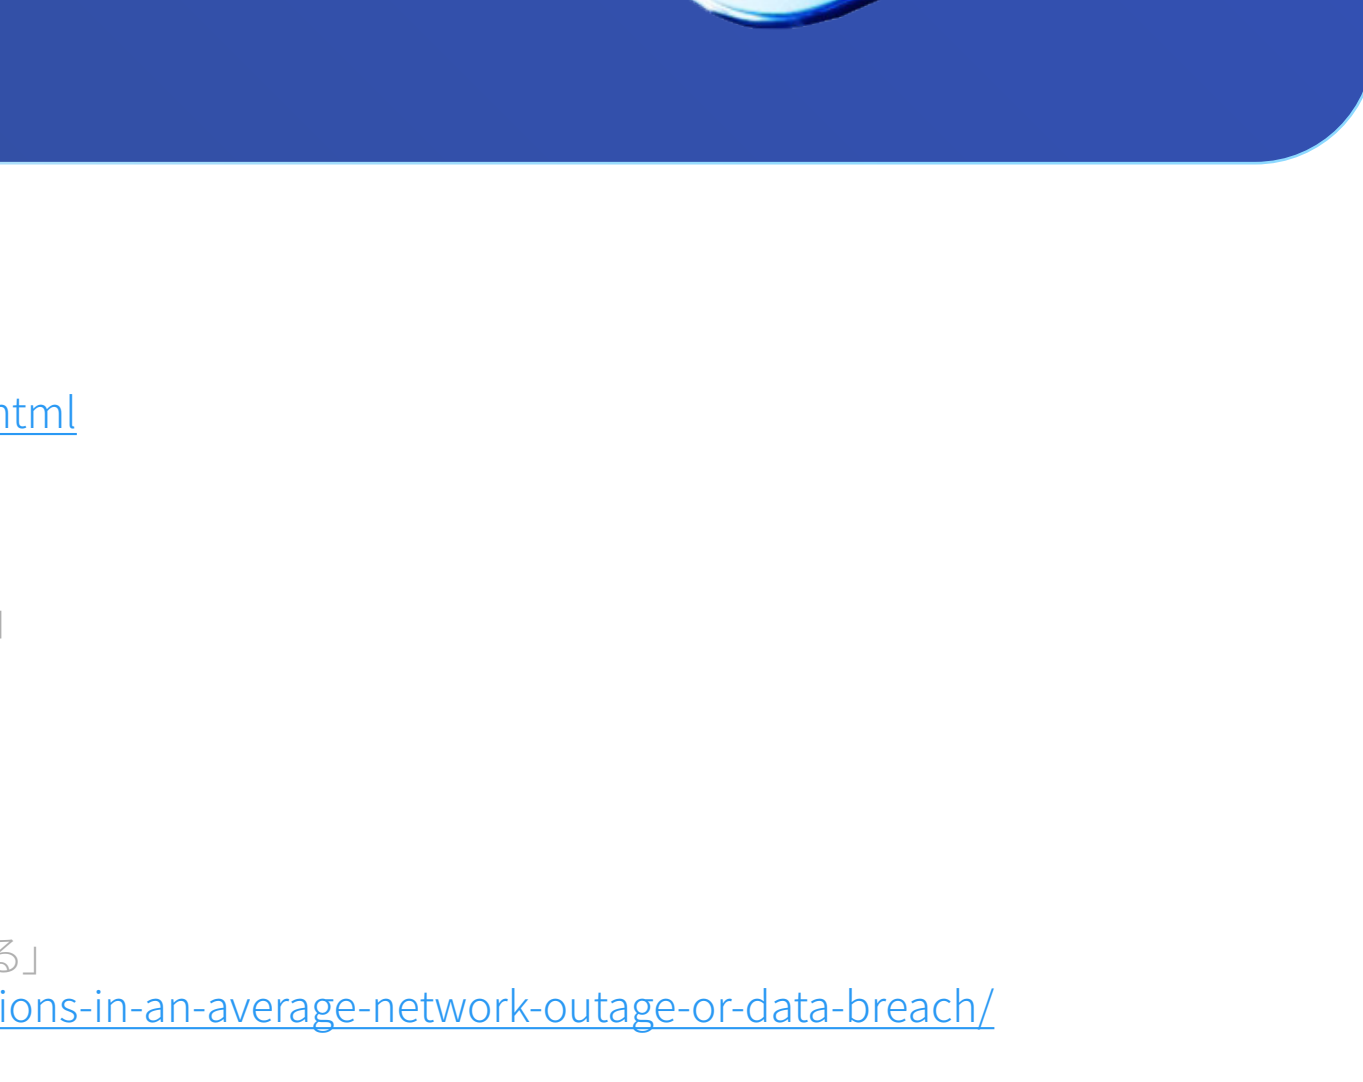 html
」
る」
ions-in-an-average-network-outage-or-data-breach/